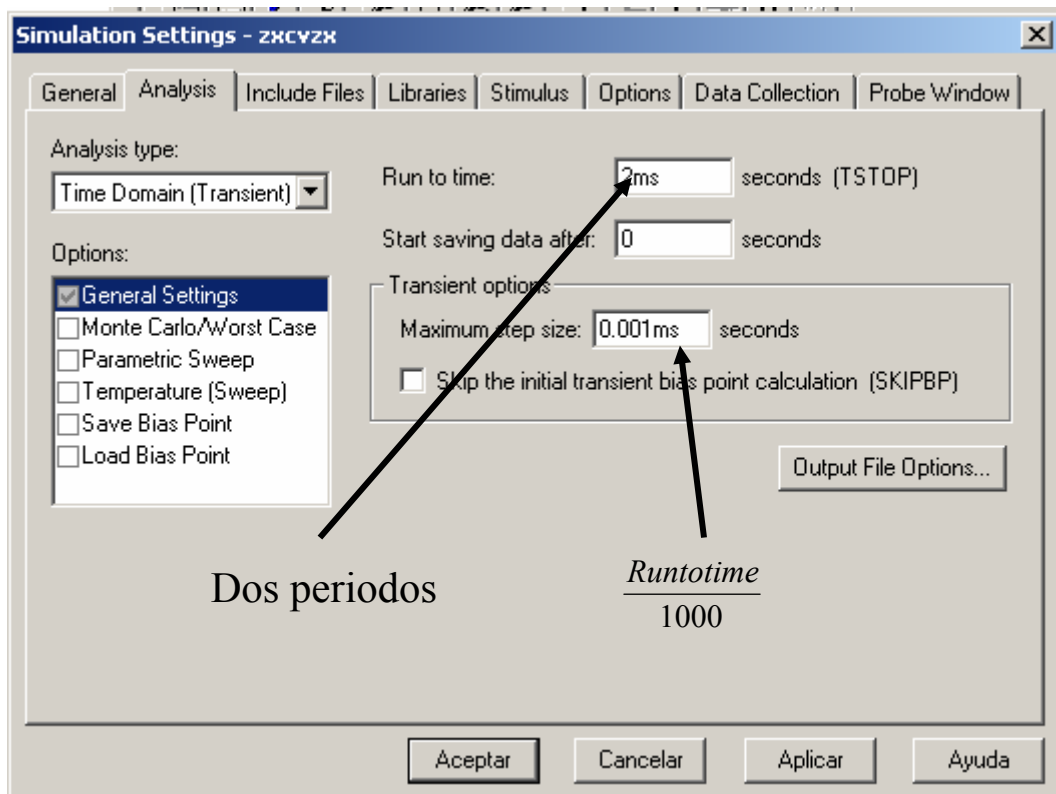 Simulation Settings - zxcvzx
General Analysis Include Files Libraries Stimulus Options Data Collection Probe Window
Analysis type:
Time Domain (Transient)
Options:
General Settings
Monte Carlo/Worst Case
Parametric Sweep
Temperature (Sweep)
Save Bias Point
Load Bias Point
Run to time: 2ms seconds (TSTOP)
Start saving data after: 0 seconds
Transient options
Maximum step size: 0.001ms seconds
Skip the initial transient bias point calculation (SKIPBP)
Output File Options...
Dos periodos
Runtotime
1000
Aceptar Cancelar Aplicar Ayuda